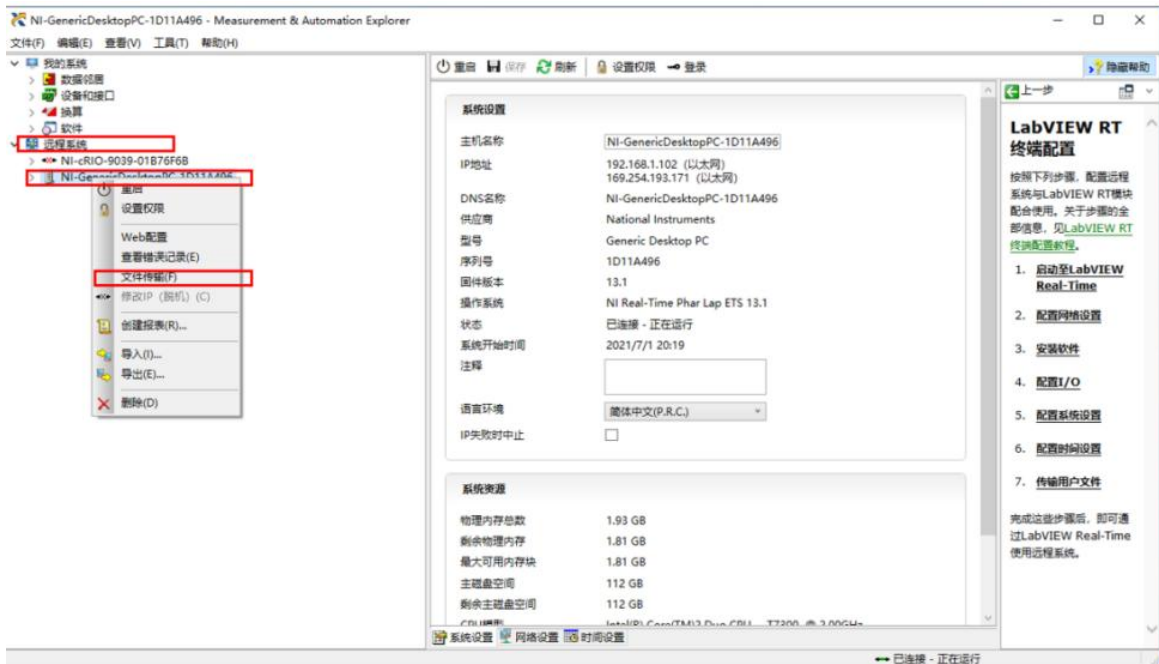 NI-GenericDesktopPC-1D11A496 - Measurement & Automation Explorer
文件(F) 编辑(E) 查看(V) 工具(T) 帮助(H)
我的系统
数据邻居
设备和接口
换算
软件
远程系统
NI-cRIO-9039-01B76F6B
NI-GenericDesktopPC-1D11A496
重启
设置权限
Web配置
查看错误记录(E)
文件传输(F)
修改IP（脱机）(C)
创建报表(R)...
导入(I)...
导出(E)...
删除(D)
重启 保存 刷新 设置权限 登录 隐藏帮助
系统设置
主机名称 NI-GenericDesktopPC-1D11A496
IP地址 192.168.1.102（以太网）
169.254.193.171（以太网）
DNS名称 NI-GenericDesktopPC-1D11A496
供应商 National Instruments
型号 Generic Desktop PC
序列号 1D11A496
固件版本 13.1
操作系统 NI Real-Time Phar Lap ETS 13.1
状态 已连接 - 正在运行
系统开始时间 2021/7/1 20:19
注释
语言环境 简体中文(P.R.C.)
IP失败时中止
系统资源
物理内存总数 1.93 GB
剩余物理内存 1.81 GB
最大可用内存块 1.81 GB
主磁盘空间 112 GB
剩余主磁盘空间 112 GB
CPU模型 Intel(R) Core(TM)2 Duo CPU T7300 @ 2.00GHz
系统设置 网络设置 时间设置
上一步
LabVIEW RT
终端配置
按照下列步骤，配置远程
系统与LabVIEW RT模块
配合使用。关于步骤的全
部信息，见LabVIEW RT
终端配置教程。
1. 启动至LabVIEW
Real-Time
2. 配置网络设置
3. 安装软件
4. 配置I/O
5. 配置系统设置
6. 配置时间设置
7. 传输用户文件
完成这些步骤后，即可通
过LabVIEW Real-Time
使用远程系统。
已连接 - 正在运行